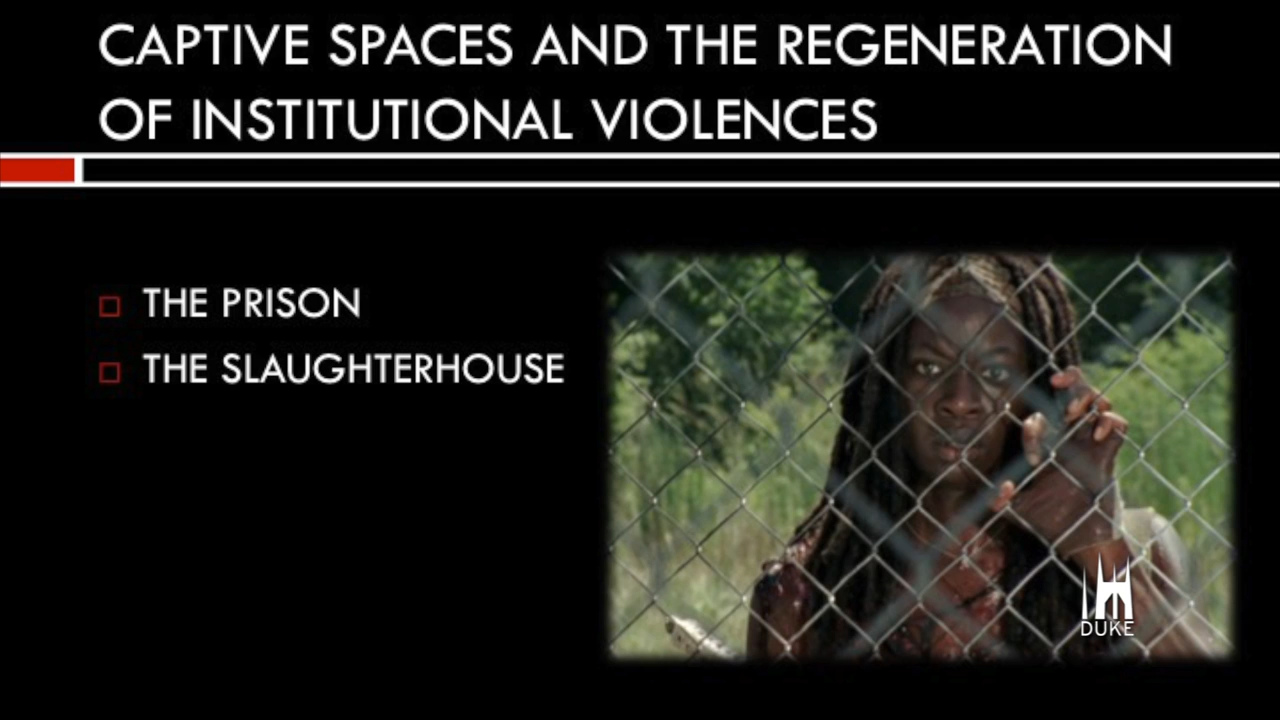 CAPTIVE SPACES AND THE REGENERATION
OF INSTITUTIONAL VIOLENCES
THE PRISON
THE SLAUGHTERHOUSE
DUKE